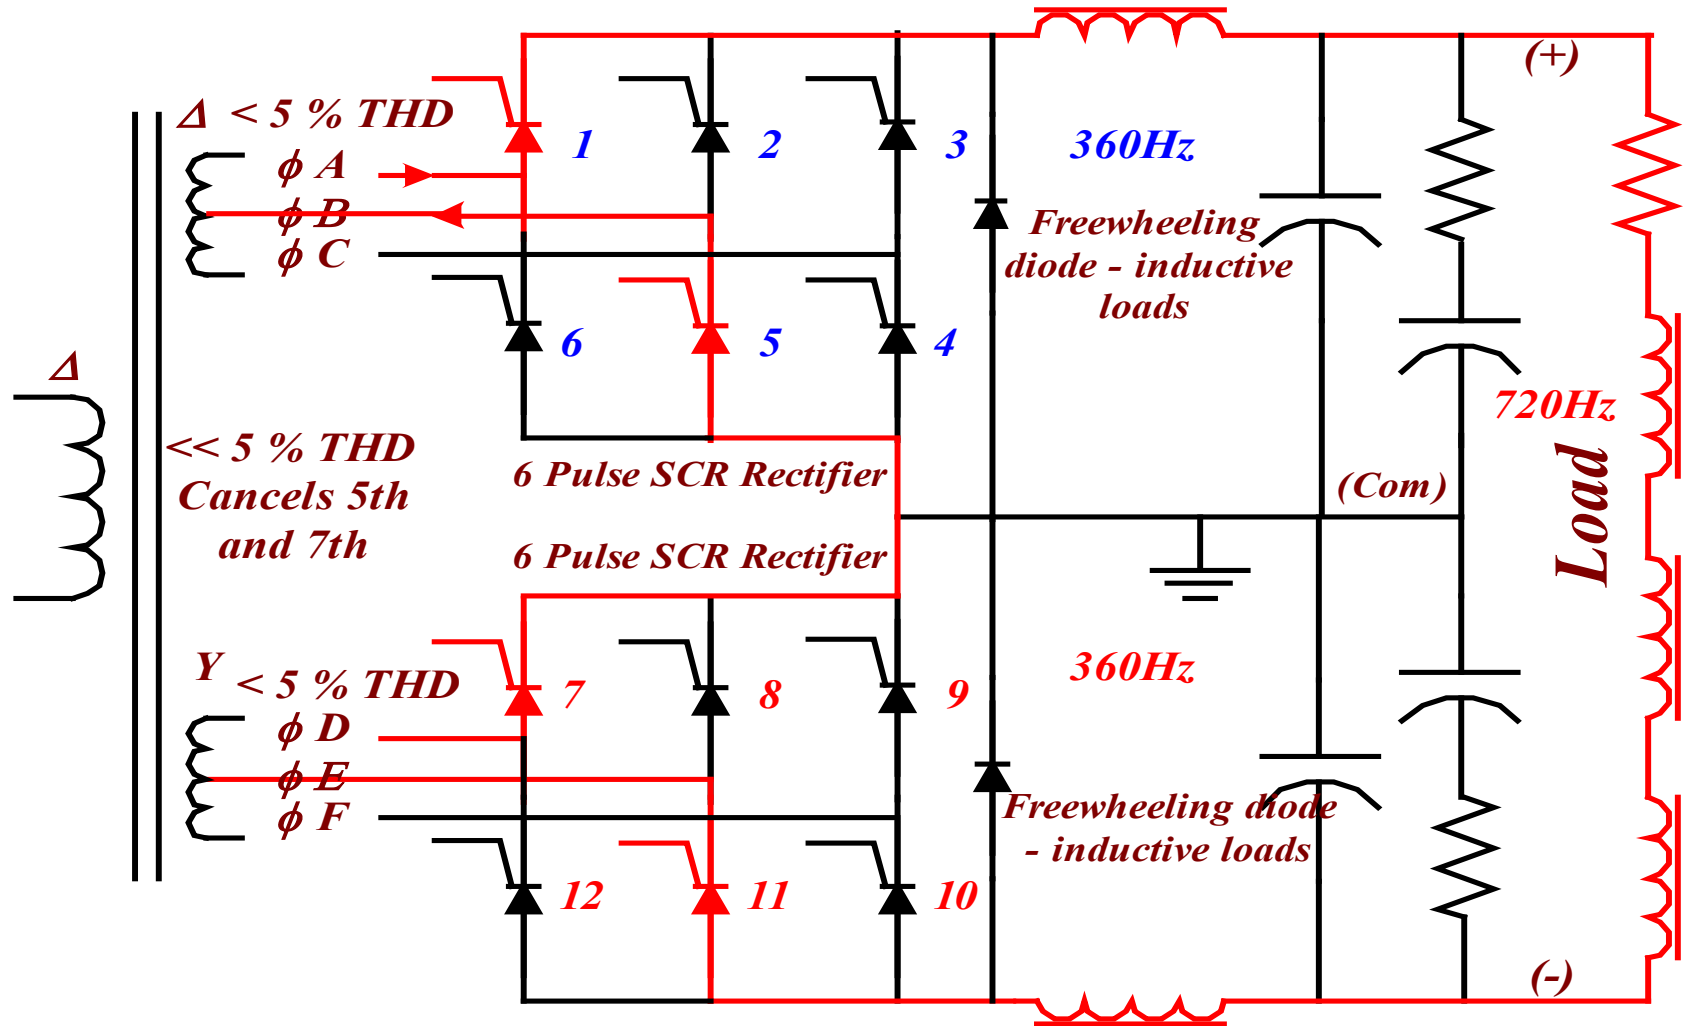 Δ < 5 % THD
ϕ A
ϕ B
ϕ C
1
2
3
360Hz
(+)
Freewheeling
diode - inductive
loads
6
5
4
Δ
720Hz
<< 5 % THD
Cancels 5th
and 7th
6 Pulse SCR Rectifier
(Com)
Load
6 Pulse SCR Rectifier
Y < 5 % THD
ϕ D
ϕ E
ϕ F
7
8
9
360Hz
Freewheeling diode
- inductive loads
12
11
10
(-)